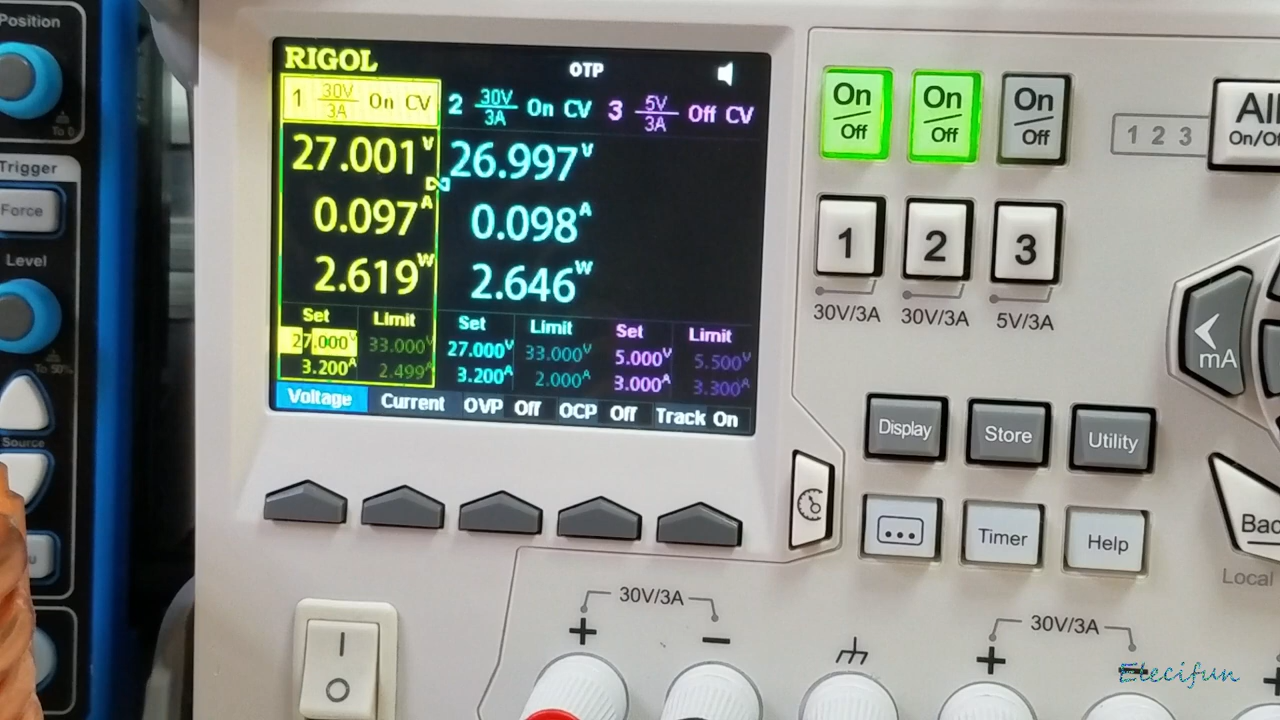 Position
To 0
Trigger
Force
Level
To 50%
Source
RIGOL
OTP
1 30V/3A On CV 2 30V/3A On CV 3 5V/3A Off CV
27.001V 26.997V
0.097A 0.098A
2.619W 2.646W
Set Limit Set Limit Set Limit
27.000V 33.000V 27.000V 33.000V 5.000V 5.500V
3.200A 2.499A 3.200A 2.000A 3.000A 3.300A
Voltage Current OVP Off OCP Off Track On
On/Off On/Off On/Off
1 2 3
All
1 2 3
30V/3A 30V/3A 5V/3A
mA
Display Store Utility
... Timer Help
Local
30V/3A
+ −
30V/3A
+ −
+
Elecifun